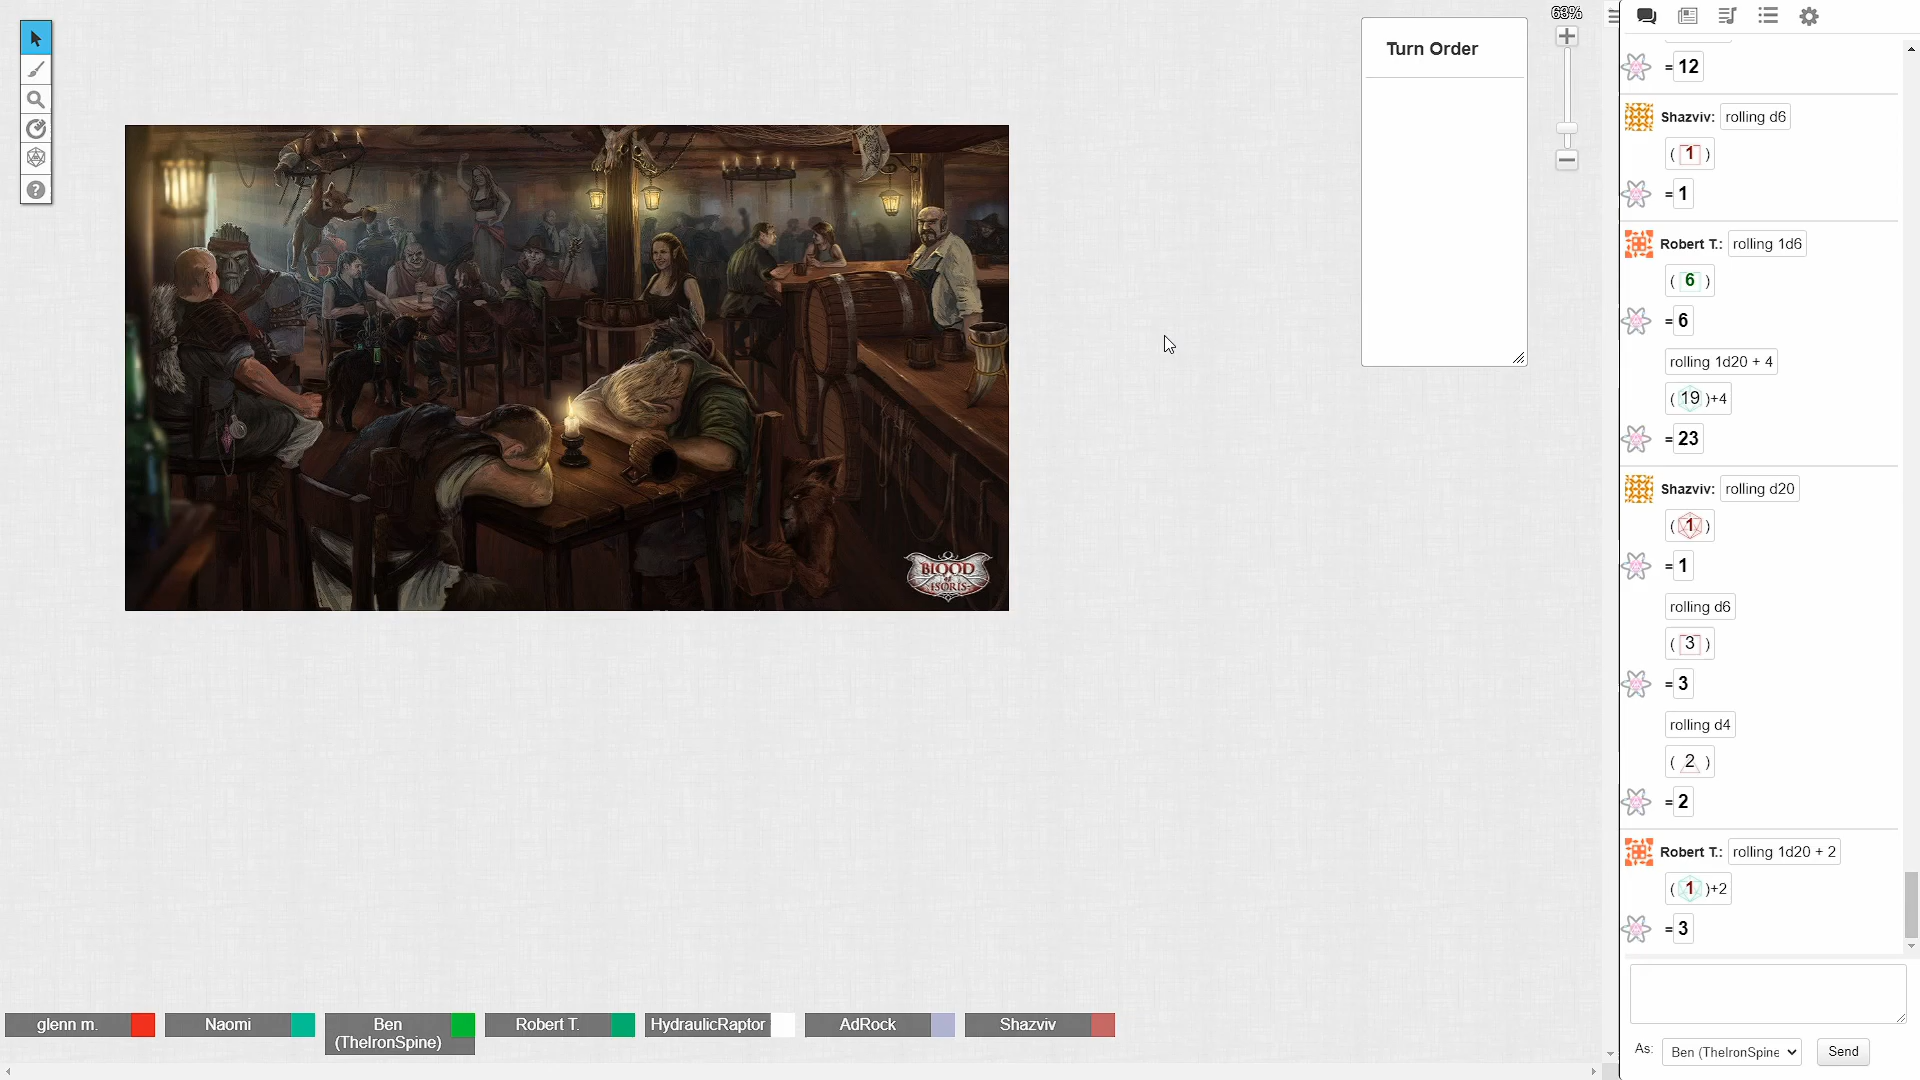 63%
Turn Order
=12
Shazviv: rolling d6
( 1 )
=1
Robert T.: rolling 1d6
( 6 )
=6
rolling 1d20 + 4
( 19 )+4
=23
Shazviv: rolling d20
( 1 )
=1
rolling d6
( 3 )
=3
rolling d4
( 2 )
=2
Robert T.: rolling 1d20 + 2
( 1 )+2
=3
BLOOD
of
ISORIS
glenn m.
Naomi
Ben
(TheIronSpine)
Robert T.
HydraulicRaptor
AdRock
Shazviv
As: Ben (TheIronSpine
Send